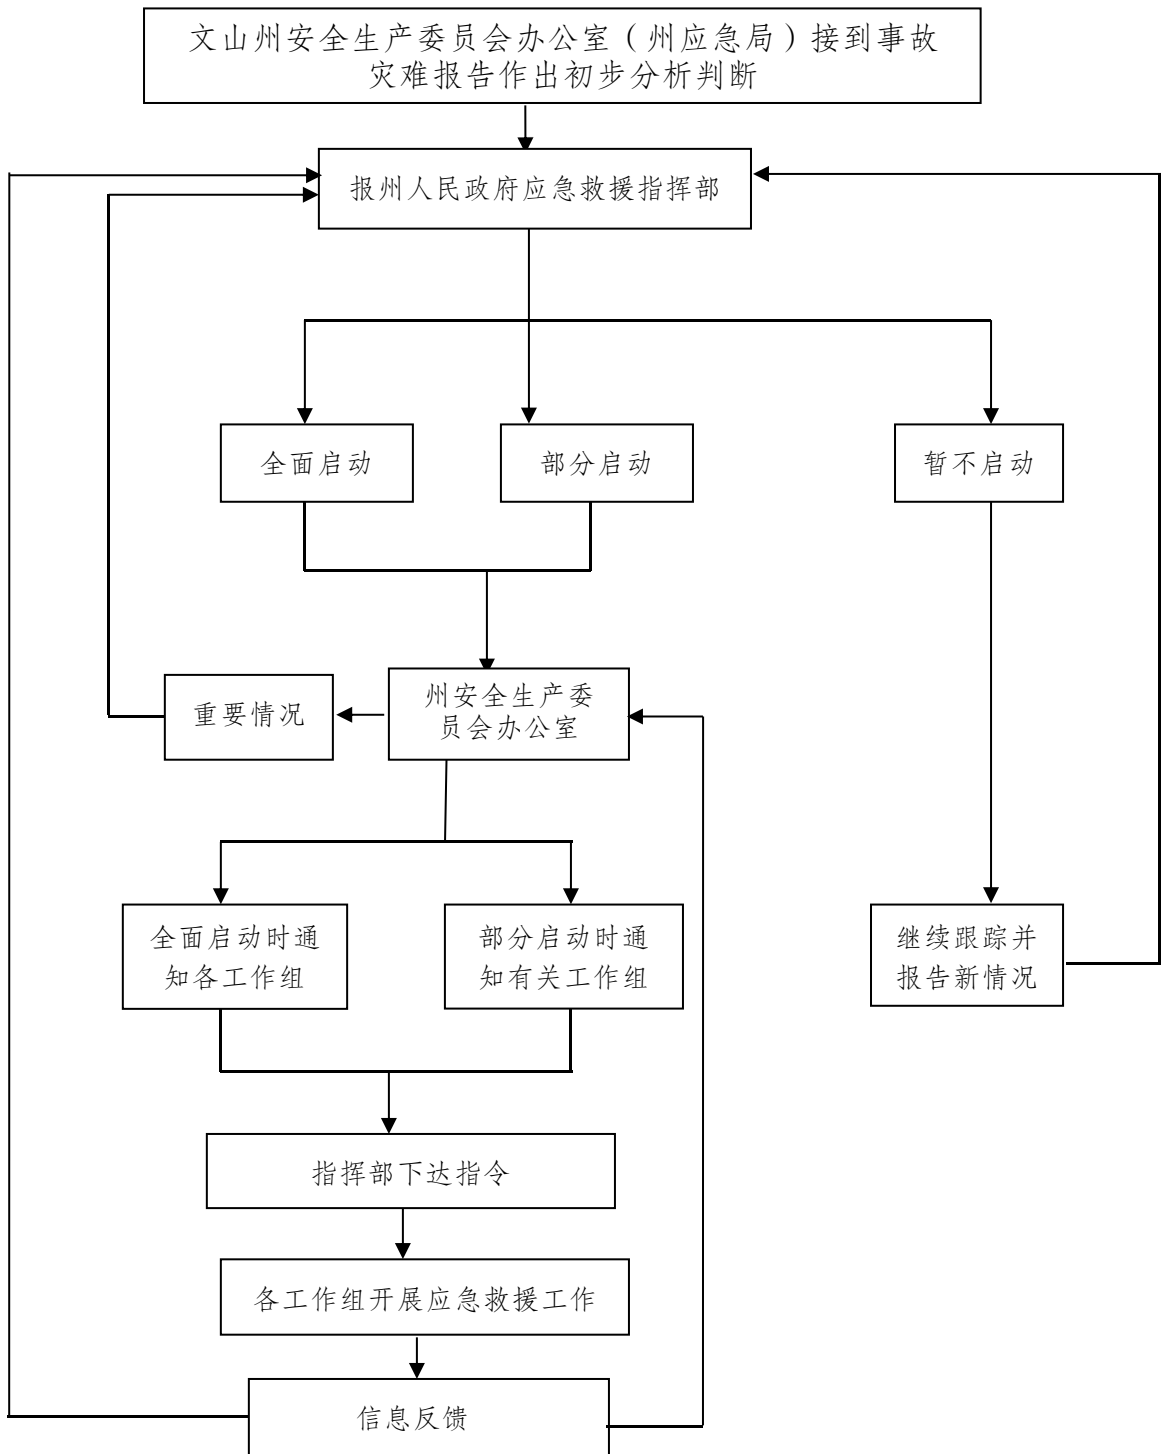 文山州安全生产委员会办公室（州应急局）接到事故
灾难报告作出初步分析判断
报州人民政府应急救援指挥部
全面启动
部分启动
暂不启动
重要情况
州安全生产委
员会办公室
全面启动时通
知各工作组
部分启动时通
知有关工作组
继续跟踪并
报告新情况
指挥部下达指令
各工作组开展应急救援工作
信息反馈